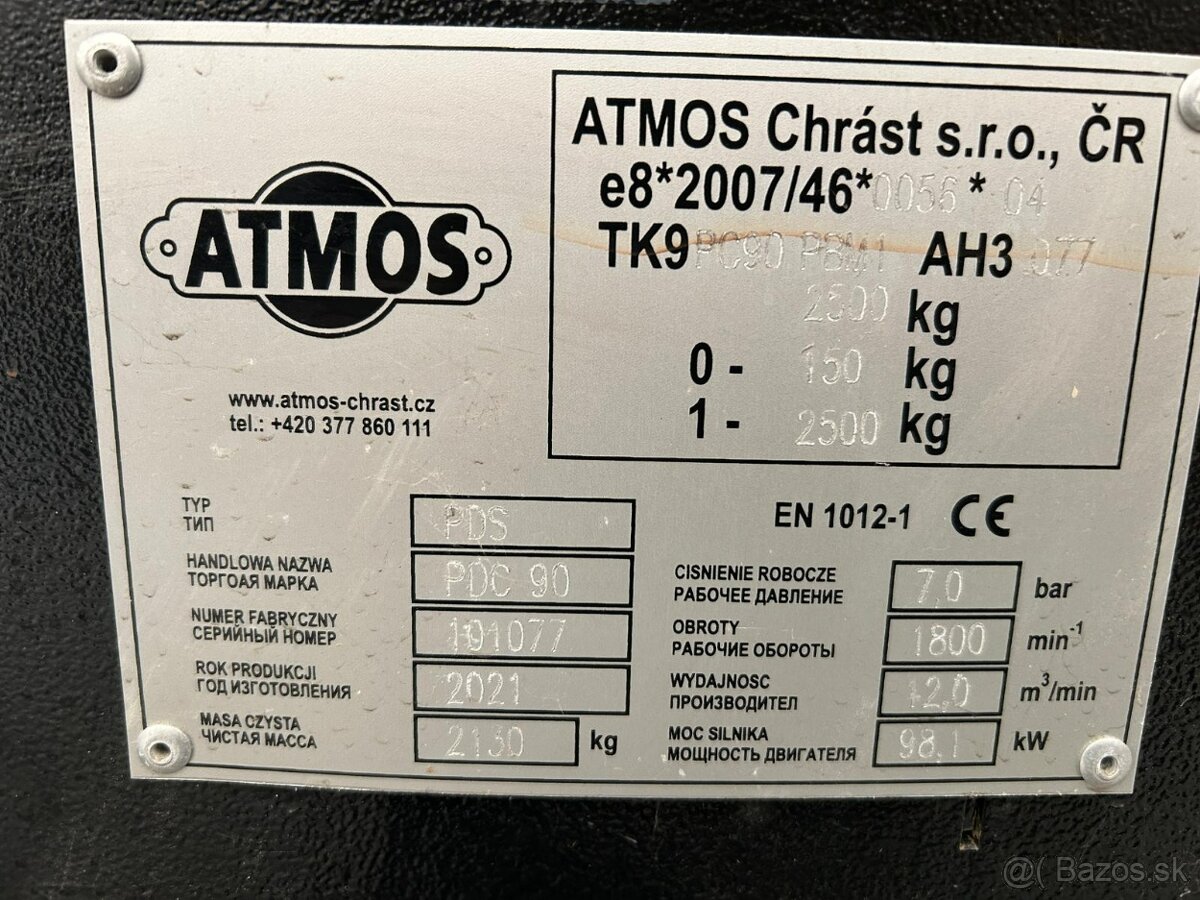 ATMOS
www.atmos-chrast.cz
tel.: +420 377 860 111
ATMOS Chrást s.r.o., ČR
e8*2007/46*0056 * 04
TK9PC90 PBM1 AH3 077
2500 kg
0 - 150 kg
1 - 2500 kg
TYP
ТИП
PDS
HANDLOWA NAZWA
ТОРГОАЯ МАРКА
PDC 90
NUMER FABRYCZNY
СЕРИЙНЫЙ НОМЕР
101077
ROK PRODUKCJI
ГОД ИЗГОТОВЛЕНИЯ
2021
MASA CZYSTA
ЧИСТАЯ МАССА
2130 kg
EN 1012-1 CE
CISNIENIE ROBOCZE
РАБОЧЕЕ ДАВЛЕНИЕ
7,0 bar
OBROTY
РАБОЧИЕ ОБОРОТЫ
1800 min⁻¹
WYDAJNOSC
ПРОИЗВОДИТЕЛ
12,0 m³/min
MOC SILNIKA
МОЩНОСТЬ ДВИГАТЕЛЯ
98,1 kW
@( Bazos.sk